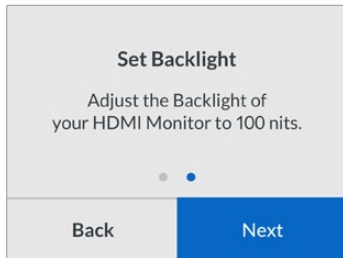 Set Backlight
Adjust the Backlight of
your HDMI Monitor to 100 nits.
Back
Next